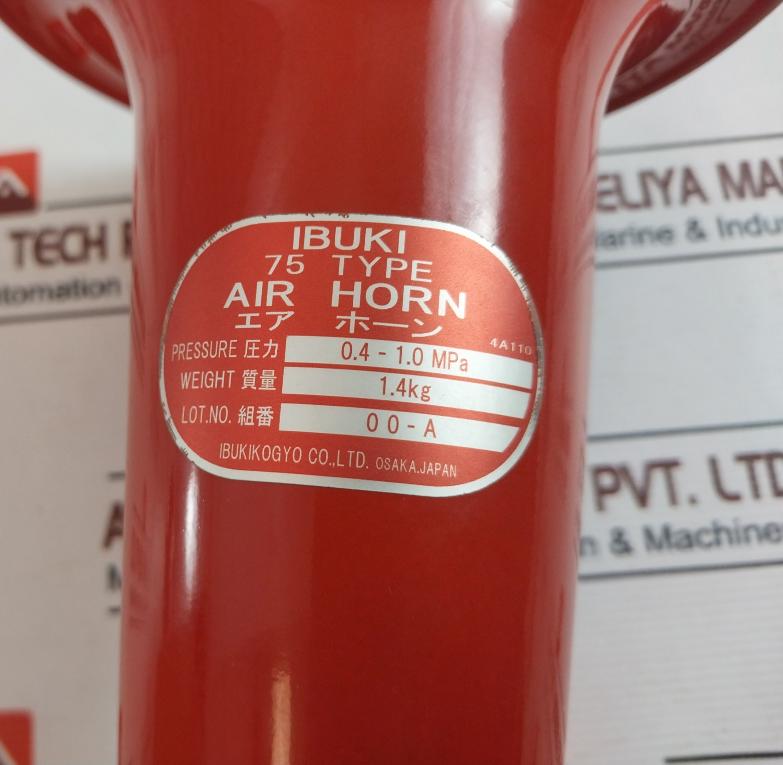 IBUKI
75 TYPE
AIR HORN
エア ホーン
4A110
PRESSURE 圧力 0.4 - 1.0 MPa
WEIGHT 質量 1.4kg
LOT.NO. 組番 00-A
IBUKIKOGYO CO.,LTD. OSAKA.JAPAN
TECH
ELIYA MA
arine & Indu
utomation
PVT. LTD
n & Machine